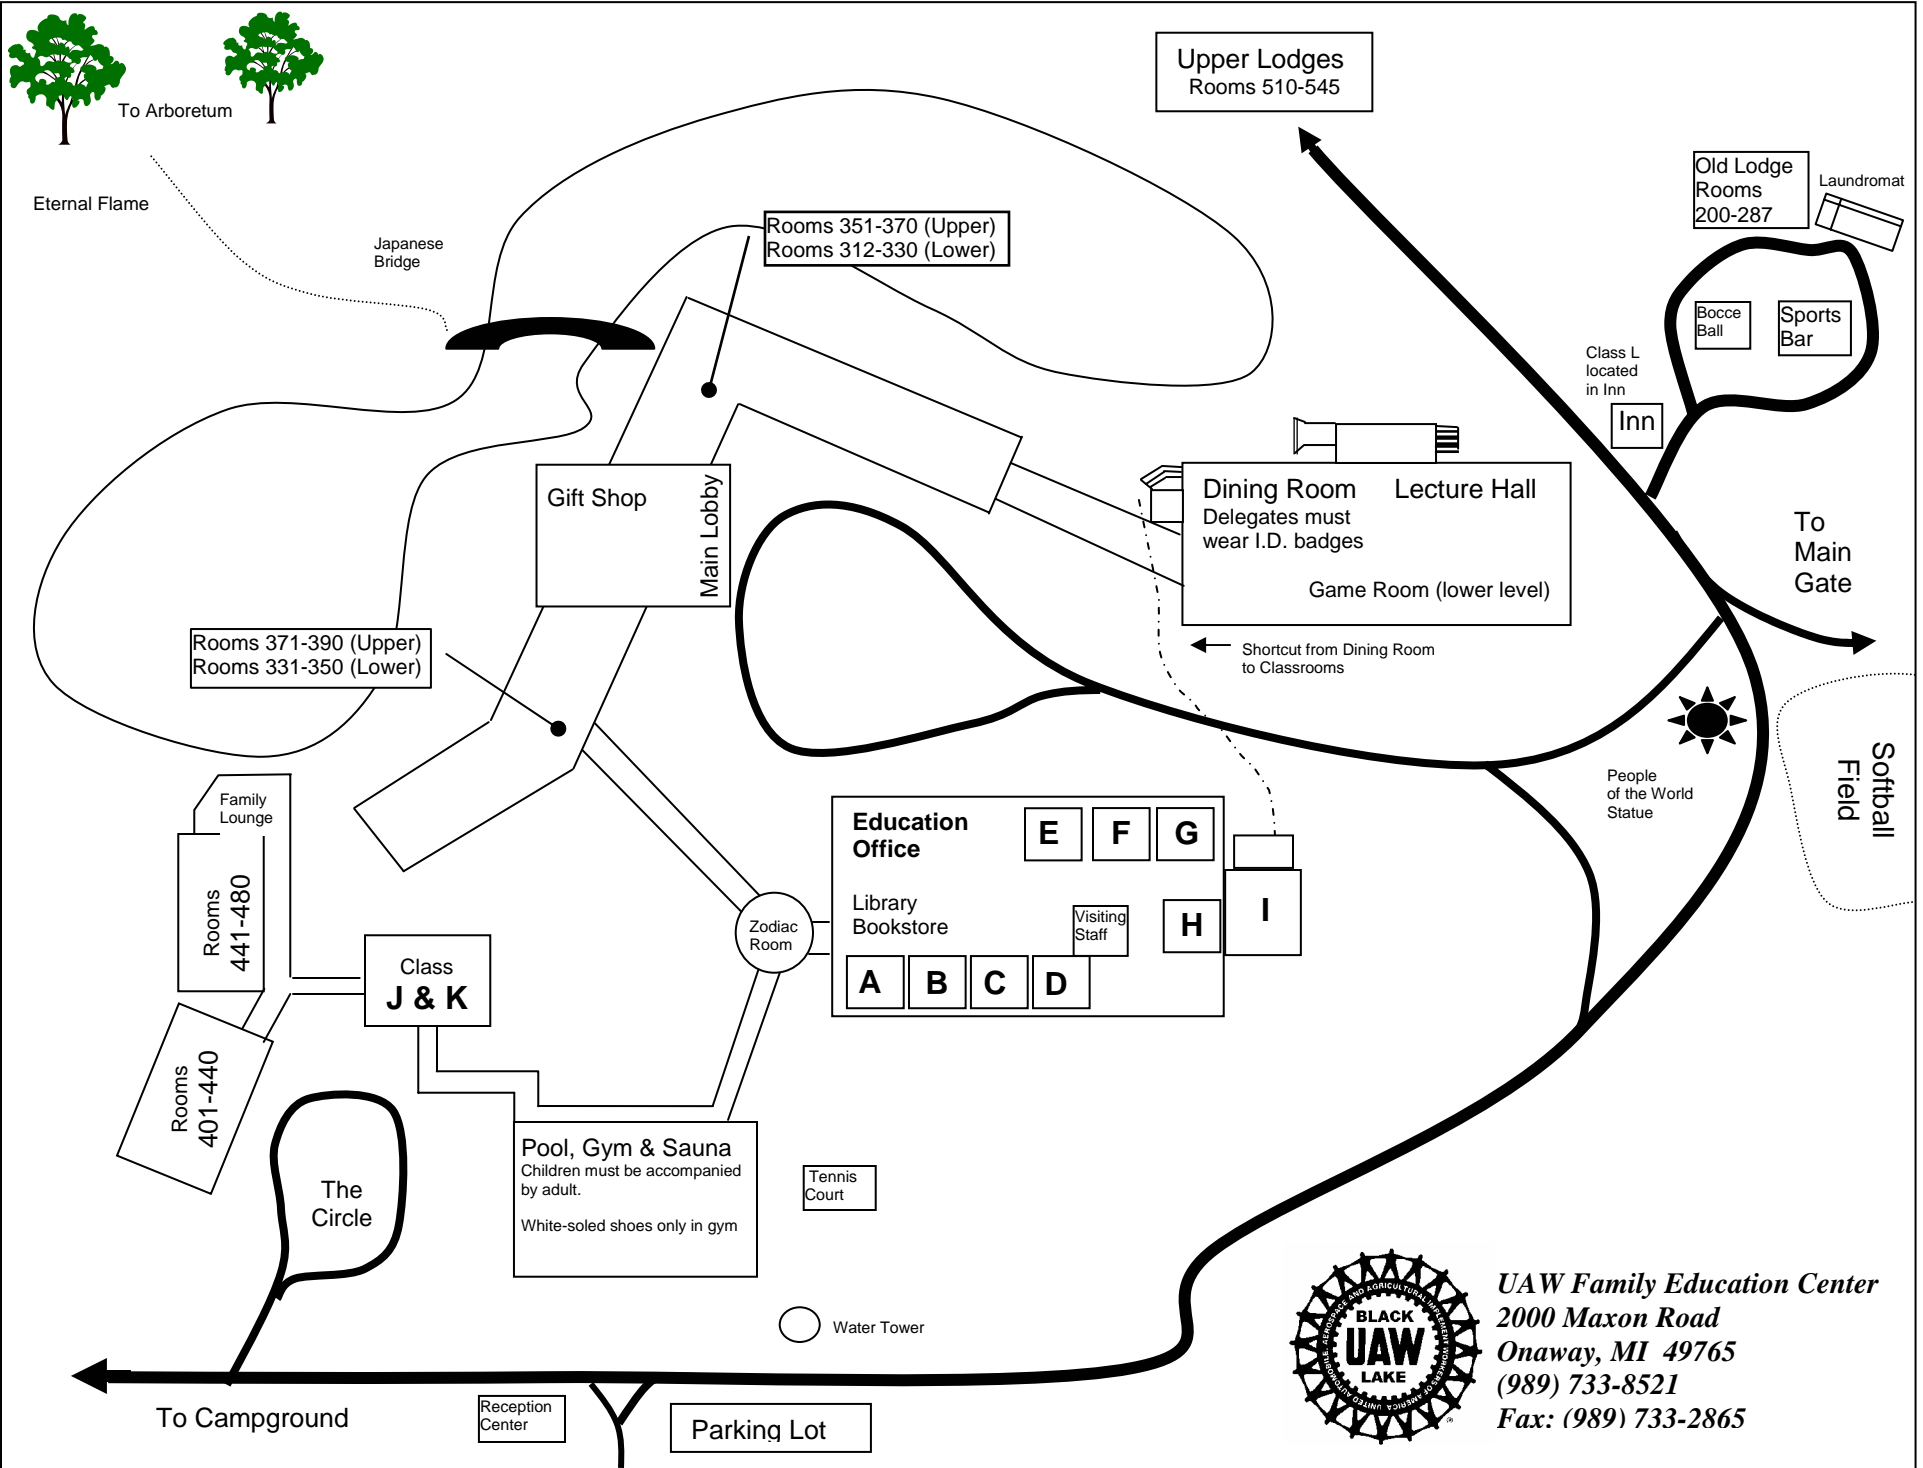 Upper Lodges
Rooms 510-545
To Arboretum
Eternal Flame
Japanese
Bridge
Rooms 351-370 (Upper)
Rooms 312-330 (Lower)
Old Lodge
Rooms
200-287
Laundromat
Bocce
Ball
Sports
Bar
Class L
located
in Inn
Inn
Gift Shop
Main Lobby
Dining Room
Delegates must
wear I.D. badges
Lecture Hall
Game Room (lower level)
To
Main
Gate
Shortcut from Dining Room
to Classrooms
Rooms 371-390 (Upper)
Rooms 331-350 (Lower)
People
of the World
Statue
Softball
Field
Family
Lounge
Rooms
441-480
Rooms
401-440
Class
J & K
Zodiac
Room
Education
Office
Library
Bookstore
E
F
G
Visiting
Staff
H
I
A
B
C
D
The
Circle
Pool, Gym & Sauna
Children must be accompanied
by adult.
White-soled shoes only in gym
Tennis
Court
Water Tower
To Campground
Reception
Center
Parking Lot
BLACK
UAW
LAKE
UAW Family Education Center
2000 Maxon Road
Onaway, MI 49765
(989) 733-8521
Fax: (989) 733-2865